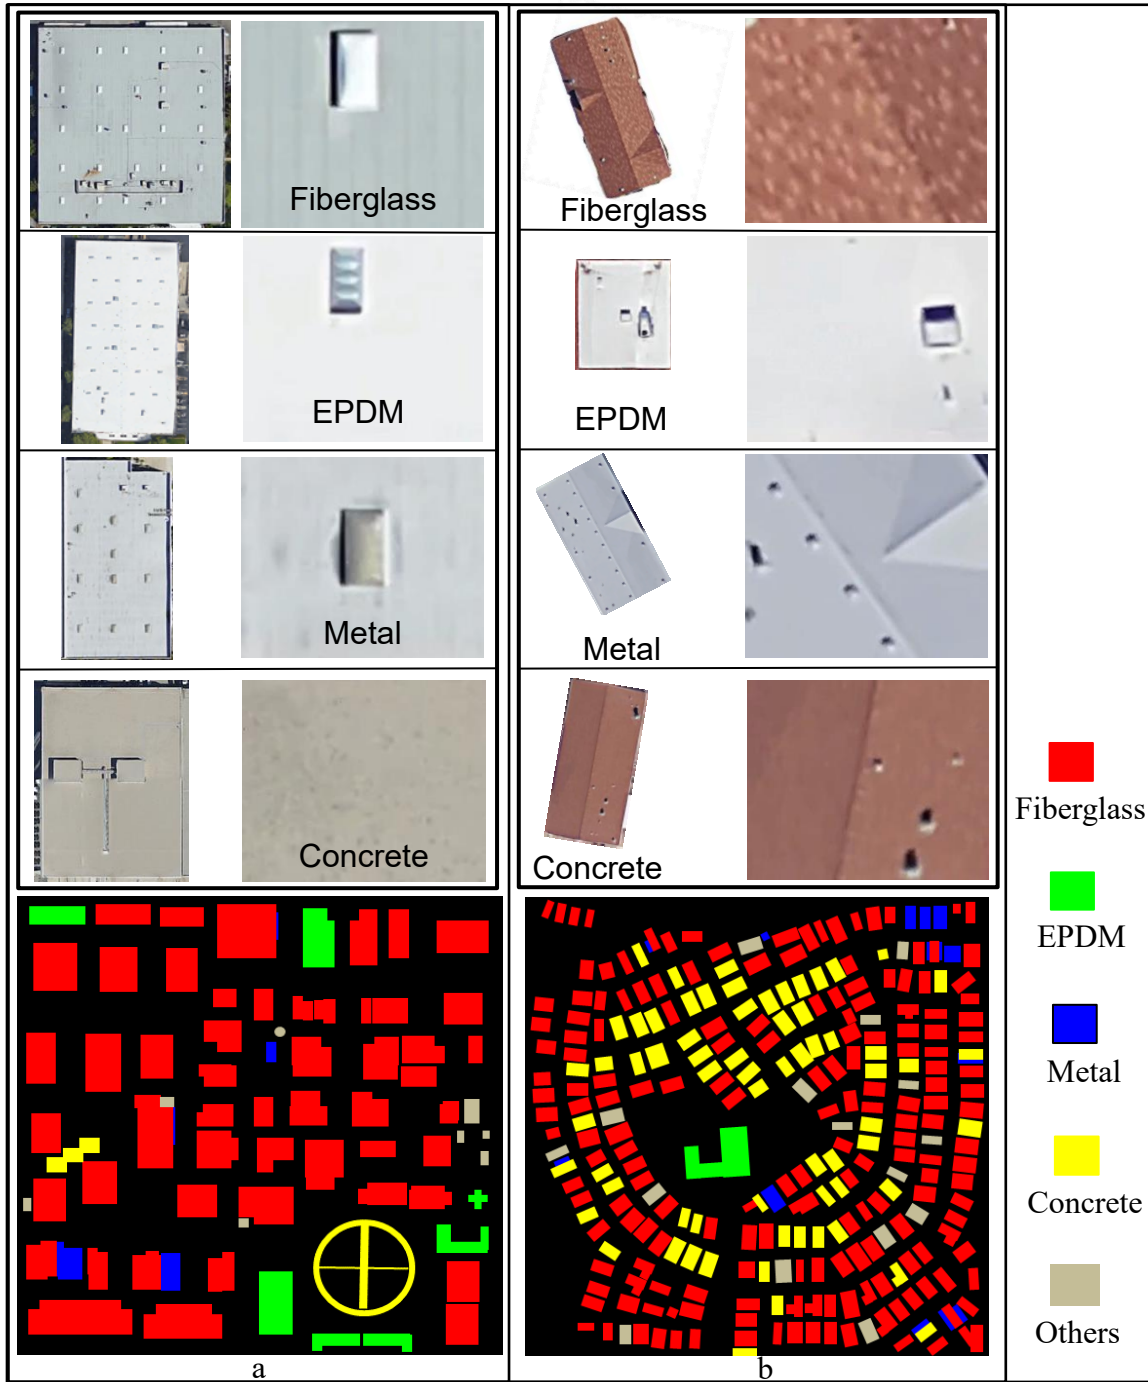 Fiberglass
EPDM
Metal
Concrete
a
Fiberglass
EPDM
Metal
Concrete
b
Fiberglass
EPDM
Metal
Concrete
Others